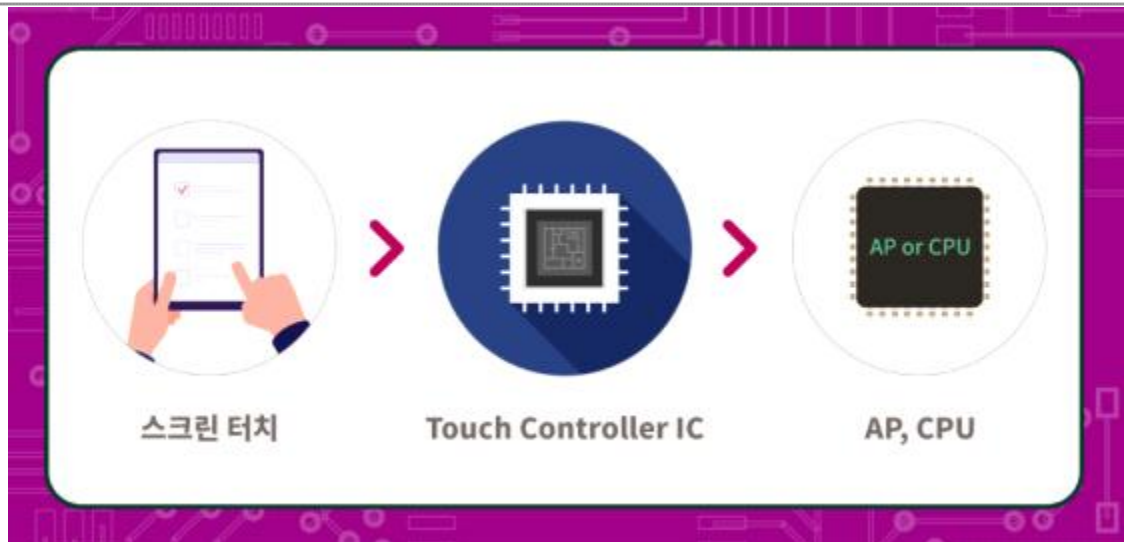 AP or CPU
스크린 터치
Touch Controller IC
AP, CPU